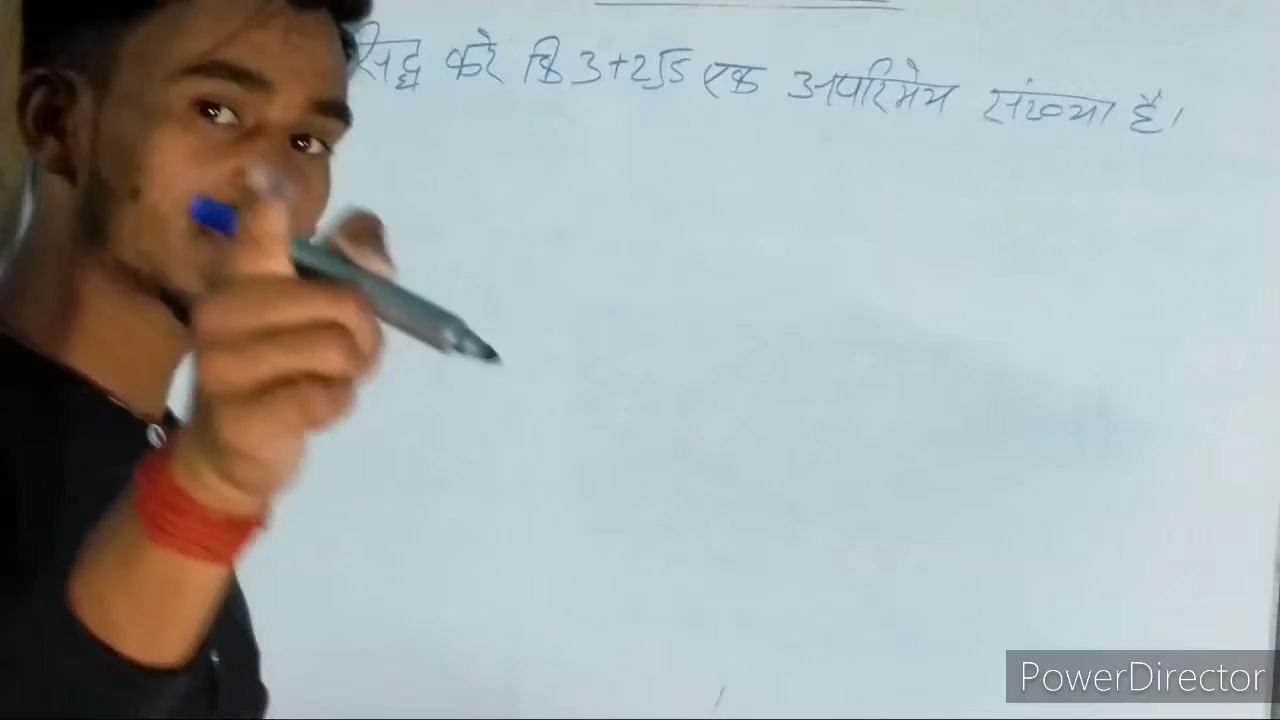 सिद्ध करे कि 3+2√5 एक अपरिमेय संख्या है।
PowerDirector